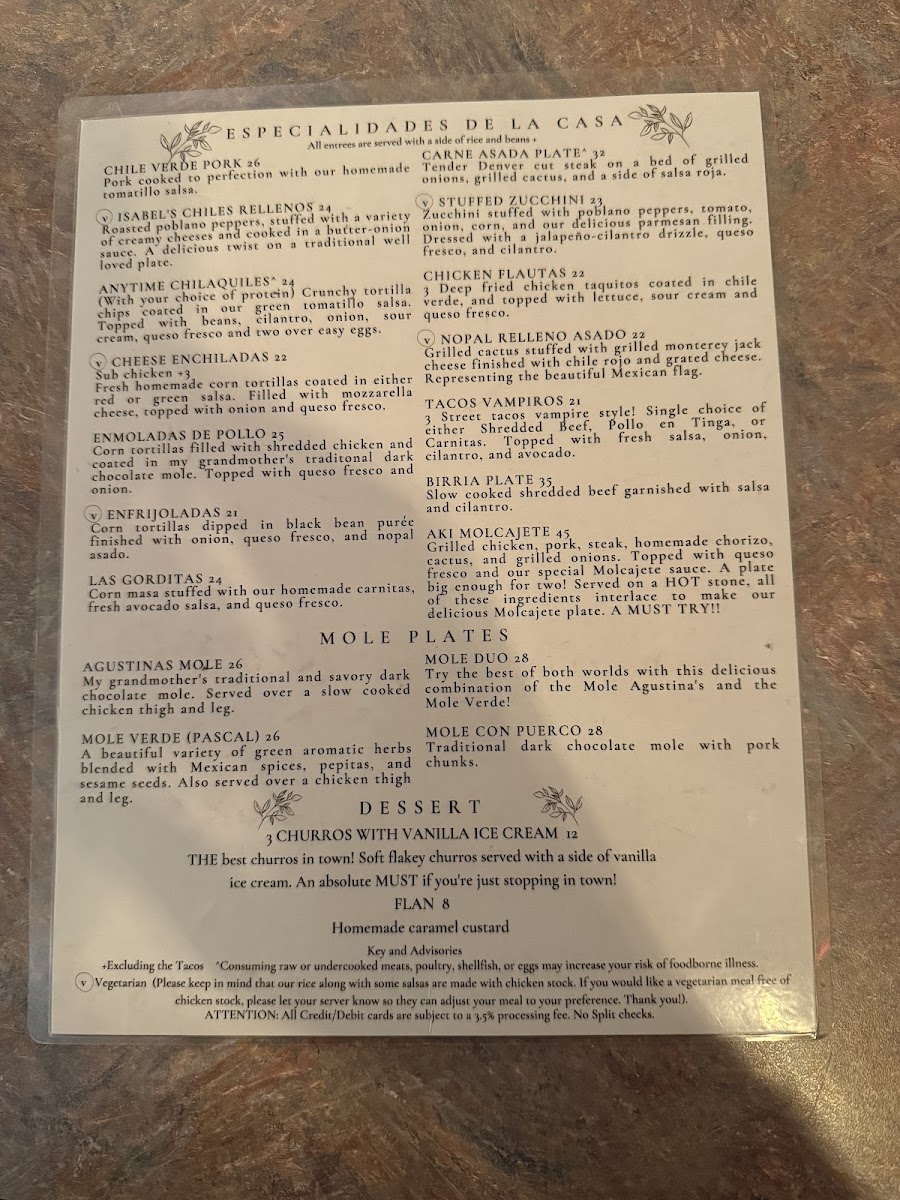 ESPECIALIDADES DE LA CASA
All entrees are served with a side of rice and beans +
CHILE VERDE PORK 26
Pork cooked to perfection with our homemade
tomatillo salsa.
v ISABEL'S CHILES RELLENOS 24
Roasted poblano peppers, stuffed with a variety
of creamy cheeses and cooked in a butter-onion
sauce. A delicious twist on a traditional well
loved plate.
ANYTIME CHILAQUILES^ 24
(With your choice of protein) Crunchy tortilla
chips coated in our green tomatillo salsa.
Topped with beans, cilantro, onion, sour
cream, queso fresco and two over easy eggs.
v CHEESE ENCHILADAS 22
Sub chicken +3
Fresh homemade corn tortillas coated in either
red or green salsa. Filled with mozzarella
cheese, topped with onion and queso fresco.
ENMOLADAS DE POLLO 25
Corn tortillas filled with shredded chicken and
coated in my grandmother's traditonal dark
chocolate mole. Topped with queso fresco and
onion.
v ENFRIJOLADAS 21
Corn tortillas dipped in black bean purée
finished with onion, queso fresco, and nopal
asado.
LAS GORDITAS 24
Corn masa stuffed with our homemade carnitas,
fresh avocado salsa, and queso fresco.
CARNE ASADA PLATE^ 32
Tender Denver cut steak on a bed of grilled
onions, grilled cactus, and a side of salsa roja.
v STUFFED ZUCCHINI 23
Zucchini stuffed with poblano peppers, tomato,
onion, corn, and our delicious parmesan filling.
Dressed with a jalapeño-cilantro drizzle, queso
fresco, and cilantro.
CHICKEN FLAUTAS 22
3 Deep fried chicken taquitos coated in chile
verde, and topped with lettuce, sour cream and
queso fresco.
v NOPAL RELLENO ASADO 22
Grilled cactus stuffed with grilled monterey jack
cheese finished with chile rojo and grated cheese.
Representing the beautiful Mexican flag.
TACOS VAMPIROS 21
3 Street tacos vampire style! Single choice of
either Shredded Beef, Pollo en Tinga, or
Carnitas. Topped with fresh salsa, onion,
cilantro, and avocado.
BIRRIA PLATE 35
Slow cooked shredded beef garnished with salsa
and cilantro.
AKI MOLCAJETE 45
Grilled chicken, pork, steak, homemade chorizo,
cactus, and grilled onions. Topped with queso
fresco and our special Molcajete sauce. A plate
big enough for two! Served on a HOT stone, all
of these ingredients interlace to make our
delicious Molcajete plate. A MUST TRY!!
MOLE PLATES
AGUSTINAS MOLE 26
My grandmother's traditional and savory dark
chocolate mole. Served over a slow cooked
chicken thigh and leg.
MOLE VERDE (PASCAL) 26
A beautiful variety of green aromatic herbs
blended with Mexican spices, pepitas, and
sesame seeds. Also served over a chicken thigh
and leg.
MOLE DUO 28
Try the best of both worlds with this delicious
combination of the Mole Agustina's and the
Mole Verde!
MOLE CON PUERCO 28
Traditional dark chocolate mole with pork
chunks.
DESSERT
3 CHURROS WITH VANILLA ICE CREAM 12
THE best churros in town! Soft flakey churros served with a side of vanilla
ice cream. An absolute MUST if you're just stopping in town!
FLAN 8
Homemade caramel custard
Key and Advisories
+Excluding the Tacos ^Consuming raw or undercooked meats, poultry, shellfish, or eggs may increase your risk of foodborne illness.
v Vegetarian (Please keep in mind that our rice along with some salsas are made with chicken stock. If you would like a vegetarian meal free of
chicken stock, please let your server know so they can adjust your meal to your preference. Thank you!).
ATTENTION: All Credit/Debit cards are subject to a 3.5% processing fee. No Split checks.